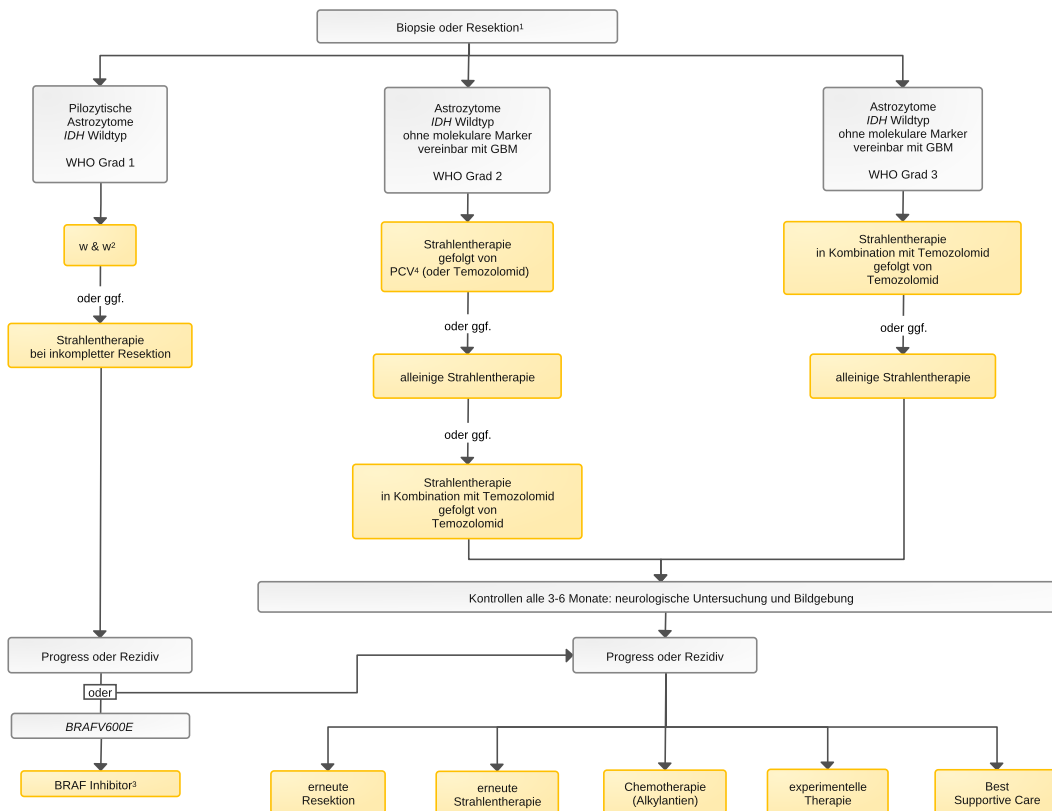 Biopsie oder Resektion¹
Pilozytische
Astrozytome
IDH Wildtyp
WHO Grad 1
Astrozytome
IDH Wildtyp
ohne molekulare Marker
vereinbar mit GBM
WHO Grad 2
Astrozytome
IDH Wildtyp
ohne molekulare Marker
vereinbar mit GBM
WHO Grad 3
w & w²
oder ggf.
Strahlentherapie
bei inkompletter Resektion
Strahlentherapie
gefolgt von
PCV⁴ (oder Temozolomid)
oder ggf.
alleinige Strahlentherapie
oder ggf.
Strahlentherapie
in Kombination mit Temozolomid
gefolgt von
Temozolomid
Strahlentherapie
in Kombination mit Temozolomid
gefolgt von
Temozolomid
oder ggf.
alleinige Strahlentherapie
Kontrollen alle 3-6 Monate: neurologische Untersuchung und Bildgebung
Progress oder Rezidiv
oder
BRAFV600E
BRAF Inhibitor³
Progress oder Rezidiv
erneute
Resektion
erneute
Strahlentherapie
Chemotherapie
(Alkylantien)
experimentelle
Therapie
Best
Supportive Care